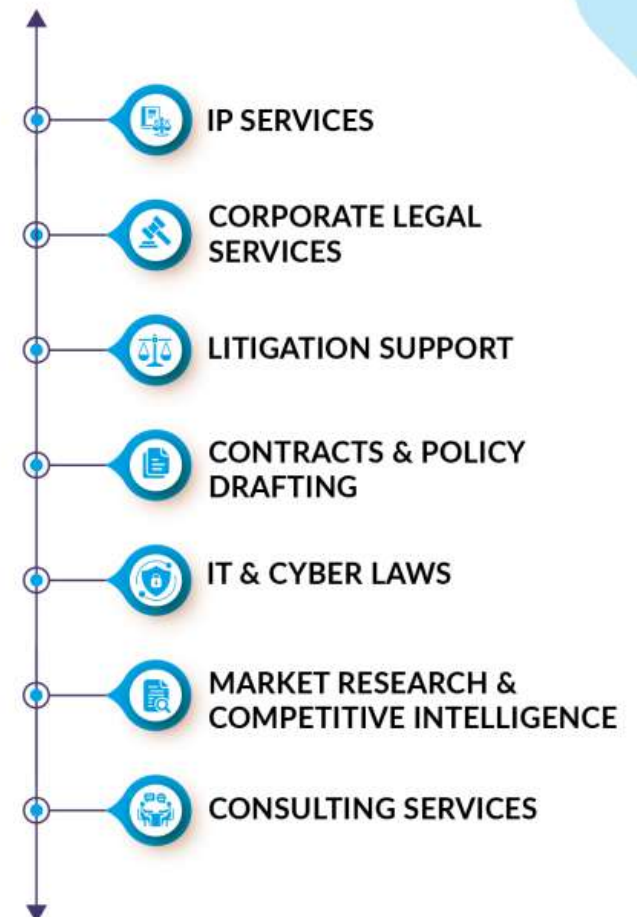 IP SERVICES
CORPORATE LEGAL
SERVICES
LITIGATION SUPPORT
CONTRACTS & POLICY
DRAFTING
IT & CYBER LAWS
MARKET RESEARCH &
COMPETITIVE INTELLIGENCE
CONSULTING SERVICES